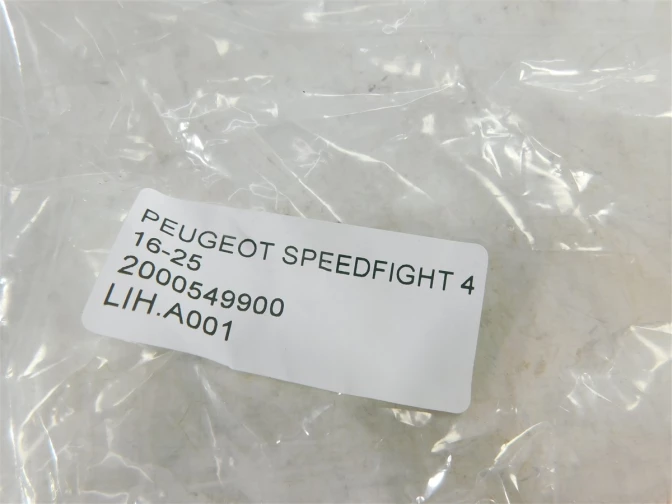 PEUGEOT SPEEDFIGHT 4
16-25
2000549900
LIH.A001